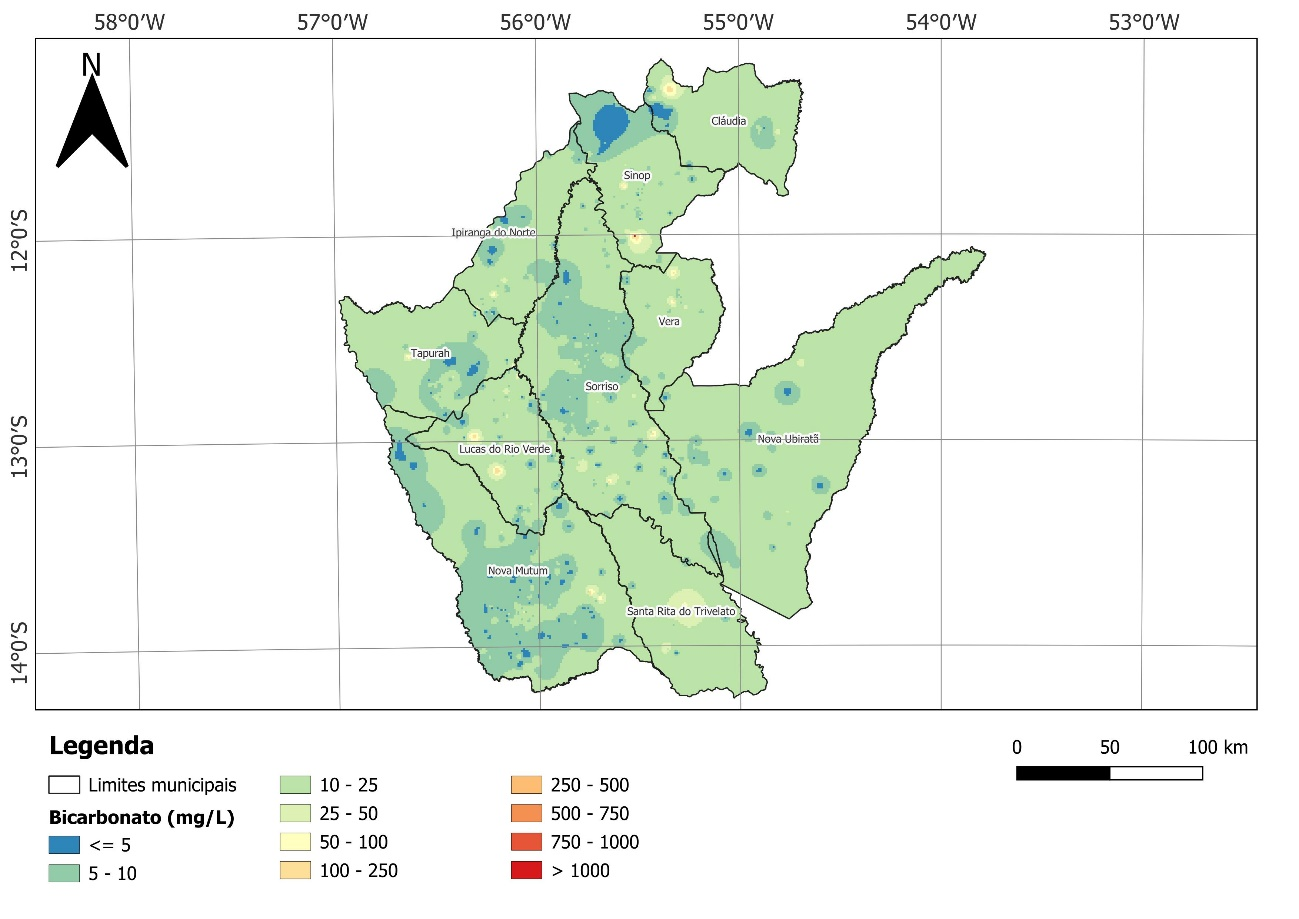 58°0'W 57°0'W 56°0'W 55°0'W 54°0'W 53°0'W
N
Cláudia
Sinop
12°0'S
Ipiranga do Norte
Vera
Tapurah
Sorriso
13°0'S
Nova Ubiratã
Lucas do Rio Verde
Nova Mutum
Santa Rita do Trivelato
14°0'S
Legenda
Limites municipais
Bicarbonato (mg/L)
<= 5
5 - 10
10 - 25
25 - 50
50 - 100
100 - 250
250 - 500
500 - 750
750 - 1000
> 1000
0 50 100 km